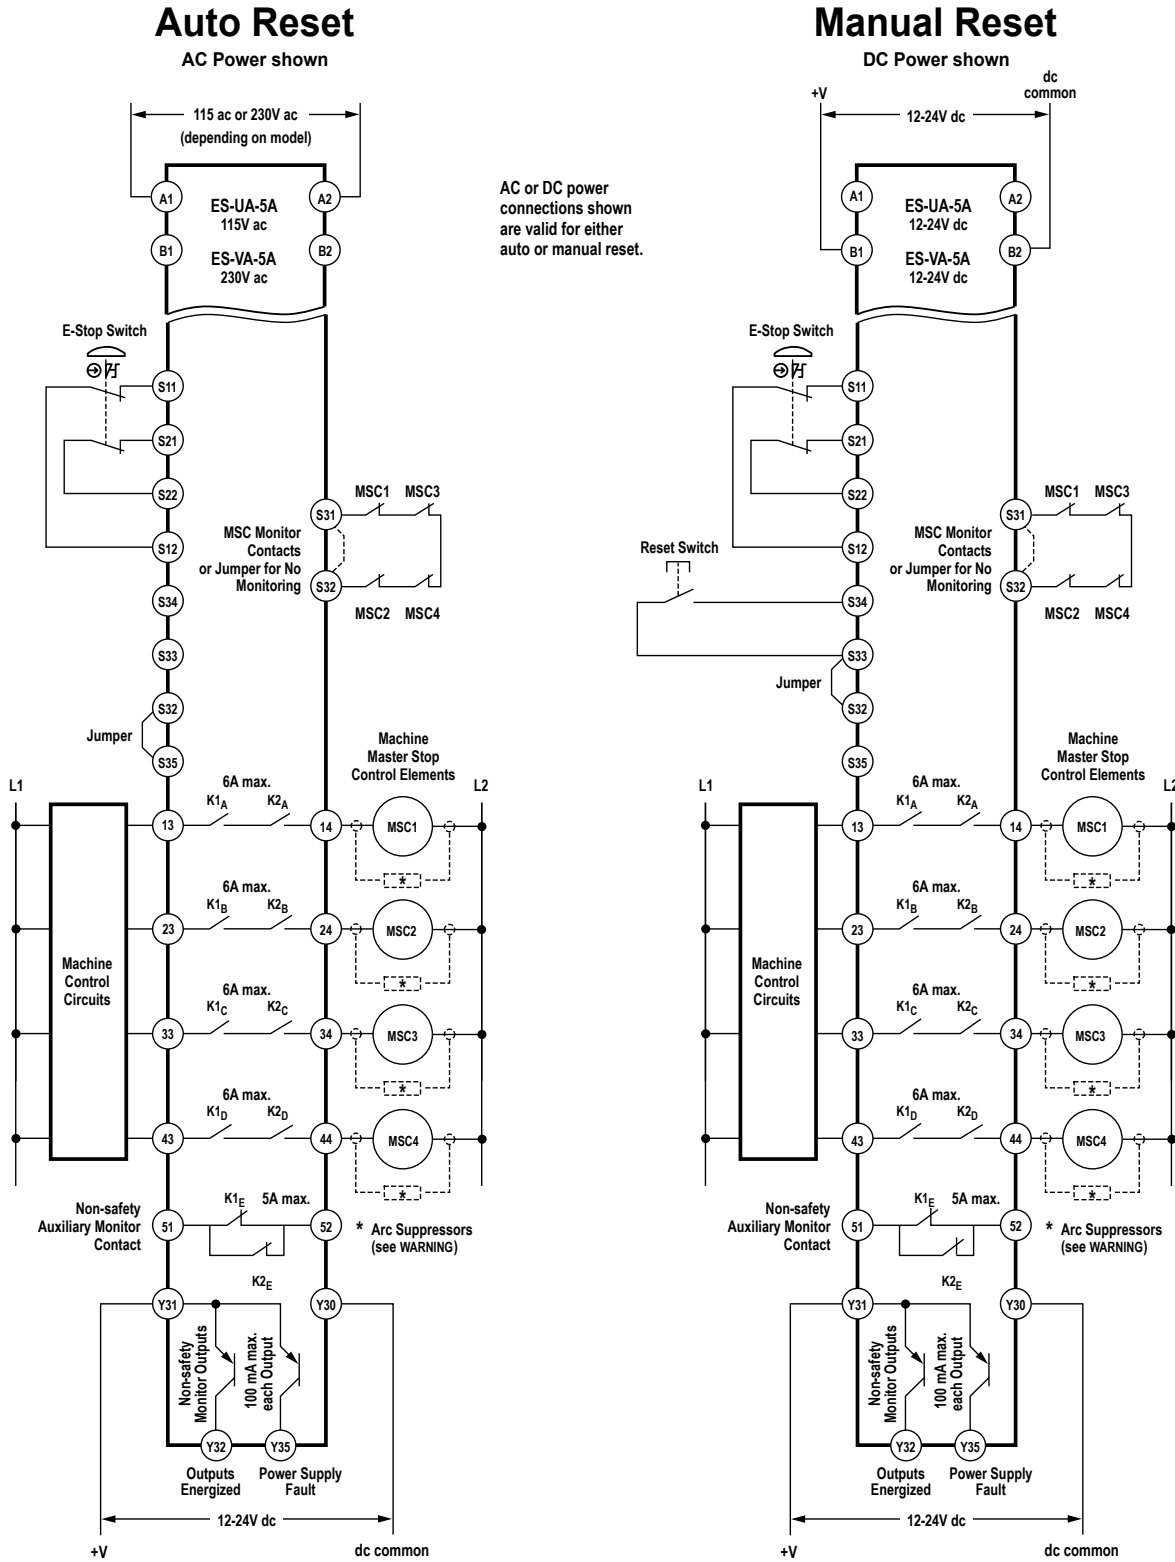 Auto Reset
AC Power shown
115 ac or 230V ac
(depending on model)
A1
A2
ES-UA-5A
115V ac
B1
B2
ES-VA-5A
230V ac
AC or DC power
connections shown
are valid for either
auto or manual reset.
E-Stop Switch
S11
S21
S22
S12
S34
S33
S32
S35
Jumper
MSC1 MSC3
S31
MSC Monitor
Contacts
or Jumper for No
Monitoring
S32
MSC2 MSC4
Machine
Master Stop
Control Elements
L1
L2
Machine
Control
Circuits
6A max.
K1A K2A
13
14
MSC1
*
6A max.
K1B K2B
23
24
MSC2
*
6A max.
K1C K2C
33
34
MSC3
*
6A max.
K1D K2D
43
44
MSC4
*
Non-safety
Auxiliary Monitor
Contact
51
K1E 5A max.
52
K2E
* Arc Suppressors
(see WARNING)
Y31
Y30
Non-safety
Monitor Outputs
100 mA max.
each Output
Y32
Y35
Outputs
Energized
Power Supply
Fault
12-24V dc
+V
dc common
Manual Reset
DC Power shown
+V
dc
common
12-24V dc
A1
A2
ES-UA-5A
12-24V dc
B1
B2
ES-VA-5A
12-24V dc
E-Stop Switch
S11
S21
S22
S12
Reset Switch
S34
S33
Jumper
S32
S35
MSC1 MSC3
S31
MSC Monitor
Contacts
or Jumper for No
Monitoring
S32
MSC2 MSC4
Machine
Master Stop
Control Elements
L1
L2
Machine
Control
Circuits
6A max.
K1A K2A
13
14
MSC1
*
6A max.
K1B K2B
23
24
MSC2
*
6A max.
K1C K2C
33
34
MSC3
*
6A max.
K1D K2D
43
44
MSC4
*
Non-safety
Auxiliary Monitor
Contact
51
K1E 5A max.
52
K2E
* Arc Suppressors
(see WARNING)
Y31
Y30
Non-safety
Monitor Outputs
100 mA max.
each Output
Y32
Y35
Outputs
Energized
Power Supply
Fault
12-24V dc
+V
dc common